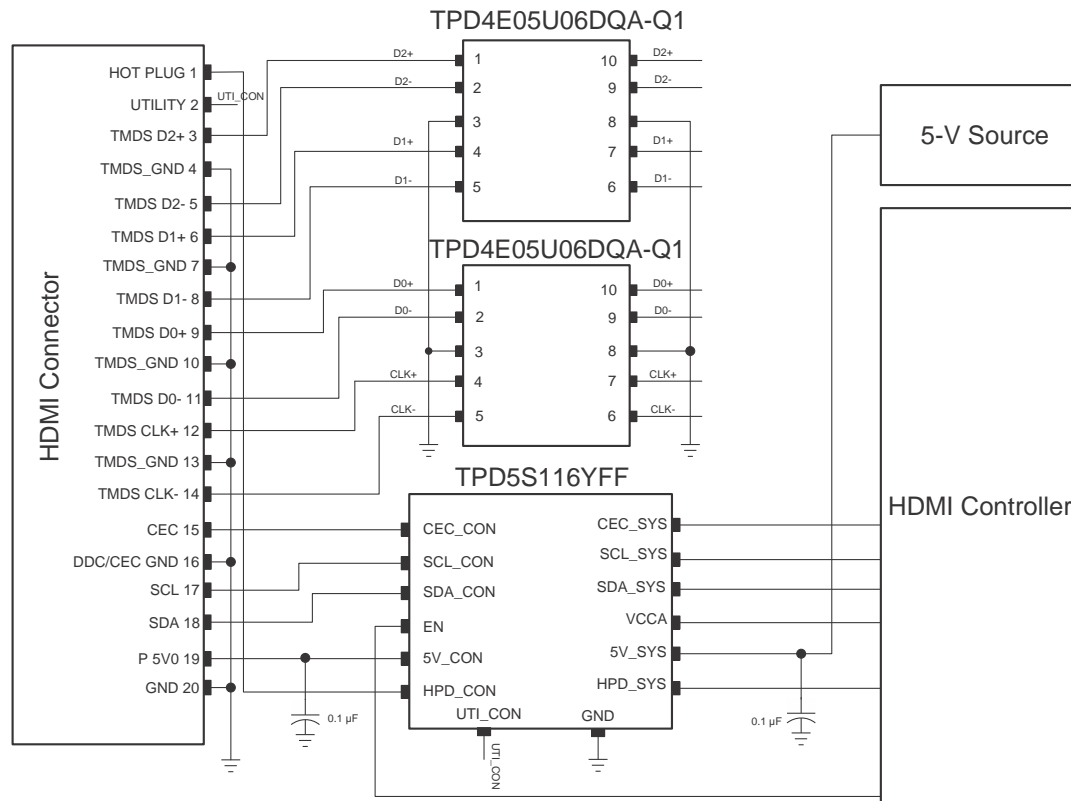 TPD4E05U06DQA-Q1
HDMI Connector
HOT PLUG 1
UTILITY 2
UTI_CON
TMDS D2+ 3
TMDS_GND 4
TMDS D2- 5
TMDS D1+ 6
TMDS_GND 7
TMDS D1- 8
TMDS D0+ 9
TMDS_GND 10
TMDS D0- 11
TMDS CLK+ 12
TMDS_GND 13
TMDS CLK- 14
CEC 15
DDC/CEC GND 16
SCL 17
SDA 18
P 5V0 19
GND 20
0.1 µF
D2+
D2-
D1+
D1-
1
2
3
4
5
10
9
8
7
6
D2+
D2-
D1+
D1-
TPD4E05U06DQA-Q1
D0+
D0-
CLK+
CLK-
1
2
3
4
5
10
9
8
7
6
D0+
D0-
CLK+
CLK-
TPD5S116YFF
CEC_CON
SCL_CON
SDA_CON
EN
5V_CON
HPD_CON
UTI_CON
GND
UTI_CON
CEC_SYS
SCL_SYS
SDA_SYS
VCCA
5V_SYS
HPD_SYS
0.1 µF
5-V Source
HDMI Controller